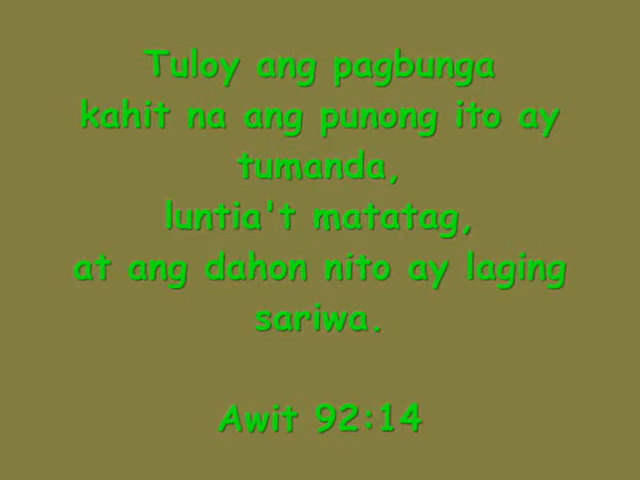 Tuloy ang pagbunga
kahit na ang punong ito ay
tumanda,
luntia't matatag,
at ang dahon nito ay laging
sariwa.
Awit 92:14